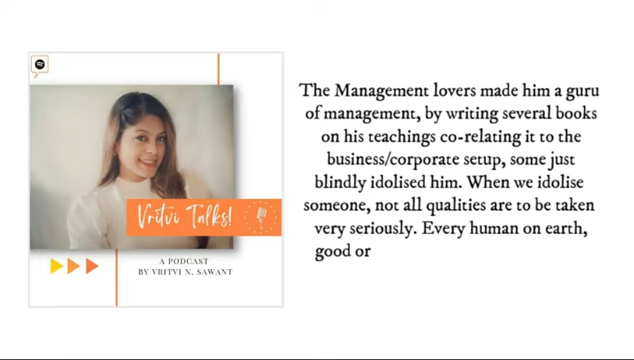 Vritvi Talks!
A PODCAST
BY VRITVI N. SAWANT
The Management lovers made him a guru
of management, by writing several books
on his teachings co-relating it to the
business/corporate setup, some just
blindly idolised him. When we idolise
someone, not all qualities are to be taken
very seriously. Every human on earth,
good or